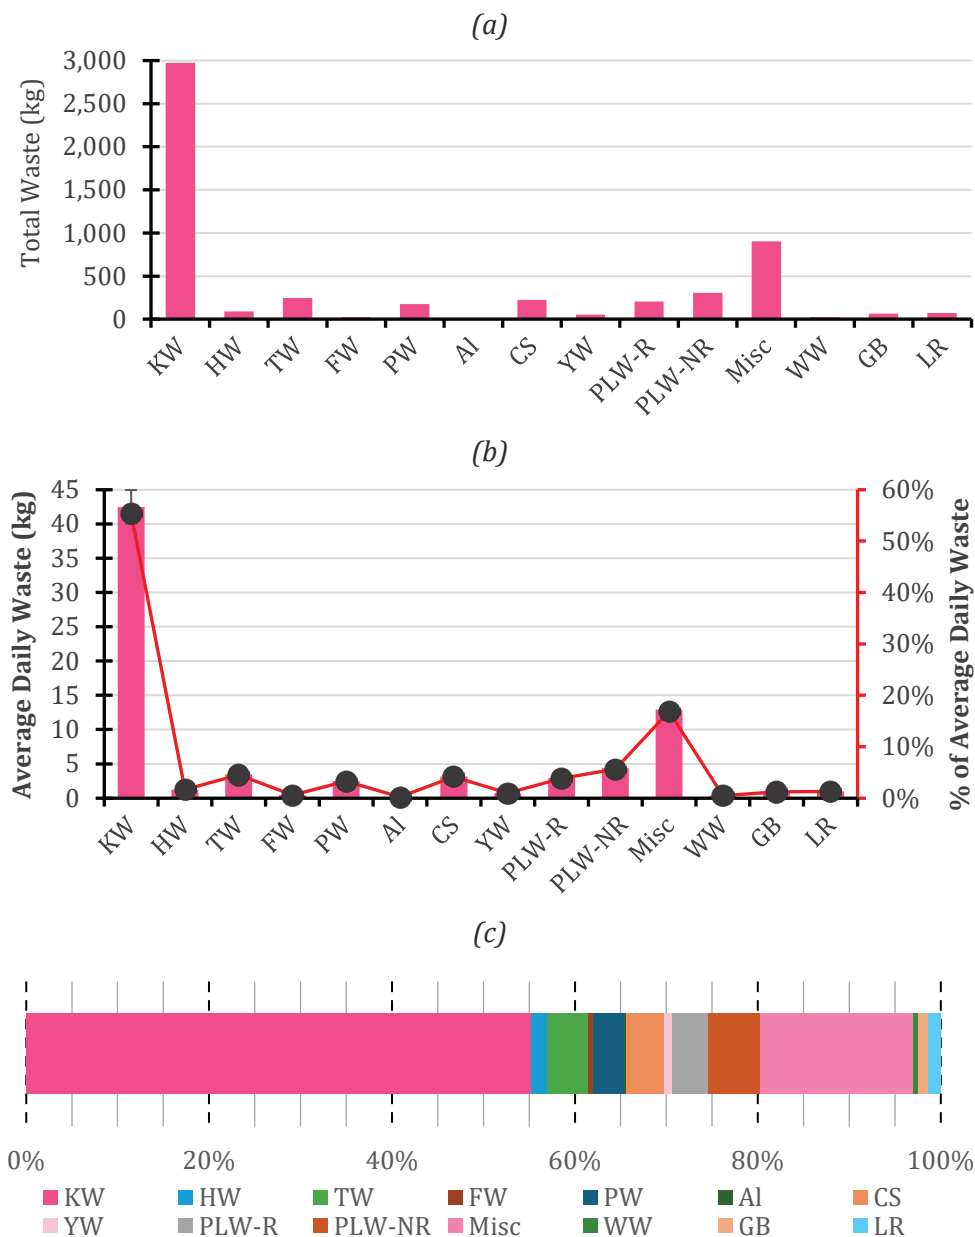 (a)
Total Waste (kg)
3,000
2,500
2,000
1,500
1,000
500
0
KW HW TW FW PW Al CS YW PLW-R PLW-NR Misc WW GB LR
(b)
Average Daily Waste (kg)
45
40
35
30
25
20
15
10
5
0
60%
50%
40%
30%
20%
10%
0%
% of Average Daily Waste
KW HW TW FW PW Al CS YW PLW-R PLW-NR Misc WW GB LR
(c)
0% 20% 40% 60% 80% 100%
KW HW TW FW PW Al CS
YW PLW-R PLW-NR Misc WW GB LR